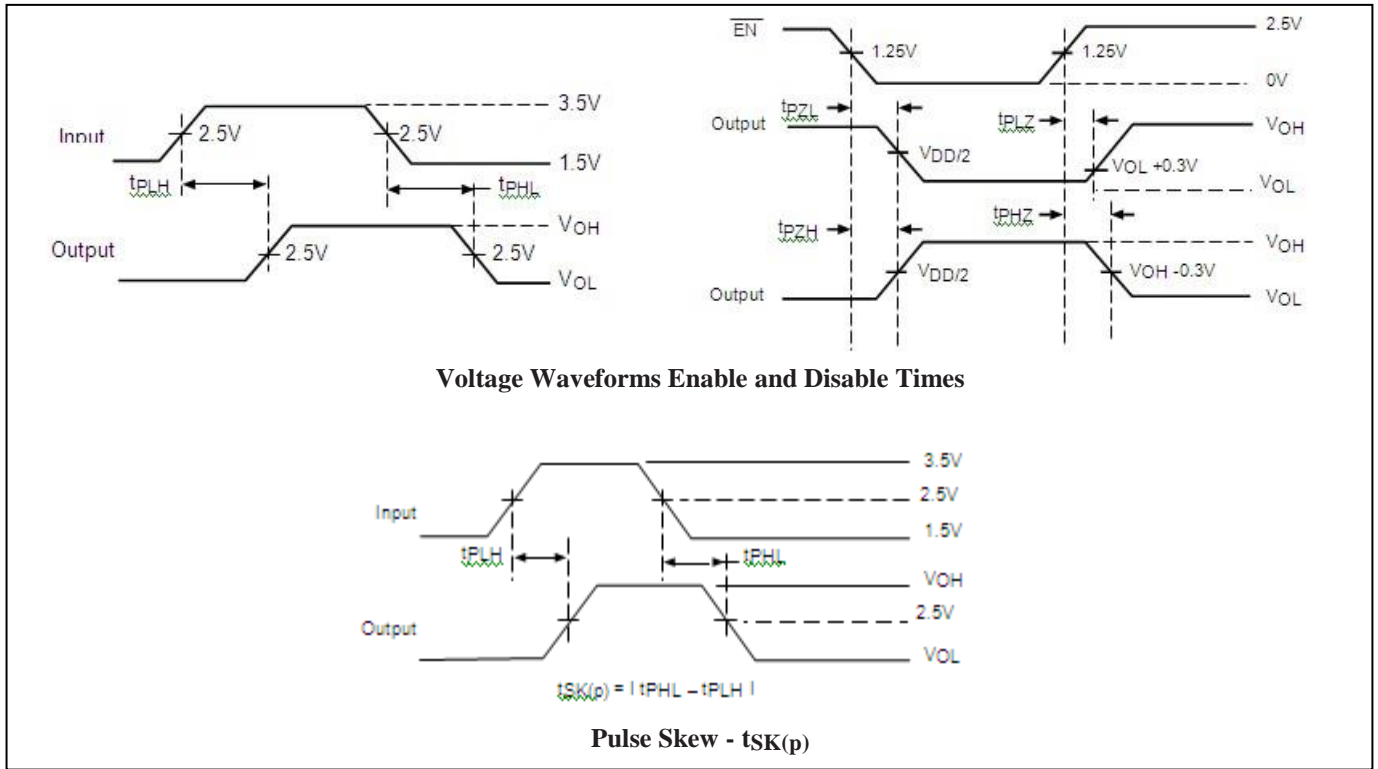 Input
2.5V
2.5V
3.5V
1.5V
tPLH
tPHL
Output
2.5V
2.5V
VOH
VOL
EN
1.25V
1.25V
2.5V
0V
tPZL
tPLZ
Output
VDD/2
VOL +0.3V
VOH
VOL
tPZH
tPHZ
Output
VDD/2
VOH -0.3V
VOH
VOL
Voltage Waveforms Enable and Disable Times
Input
3.5V
2.5V
1.5V
tPLH
tPHL
Output
VOH
2.5V
VOL
tSK(p) = I tPHL – tPLH I
Pulse Skew - tSK(p)